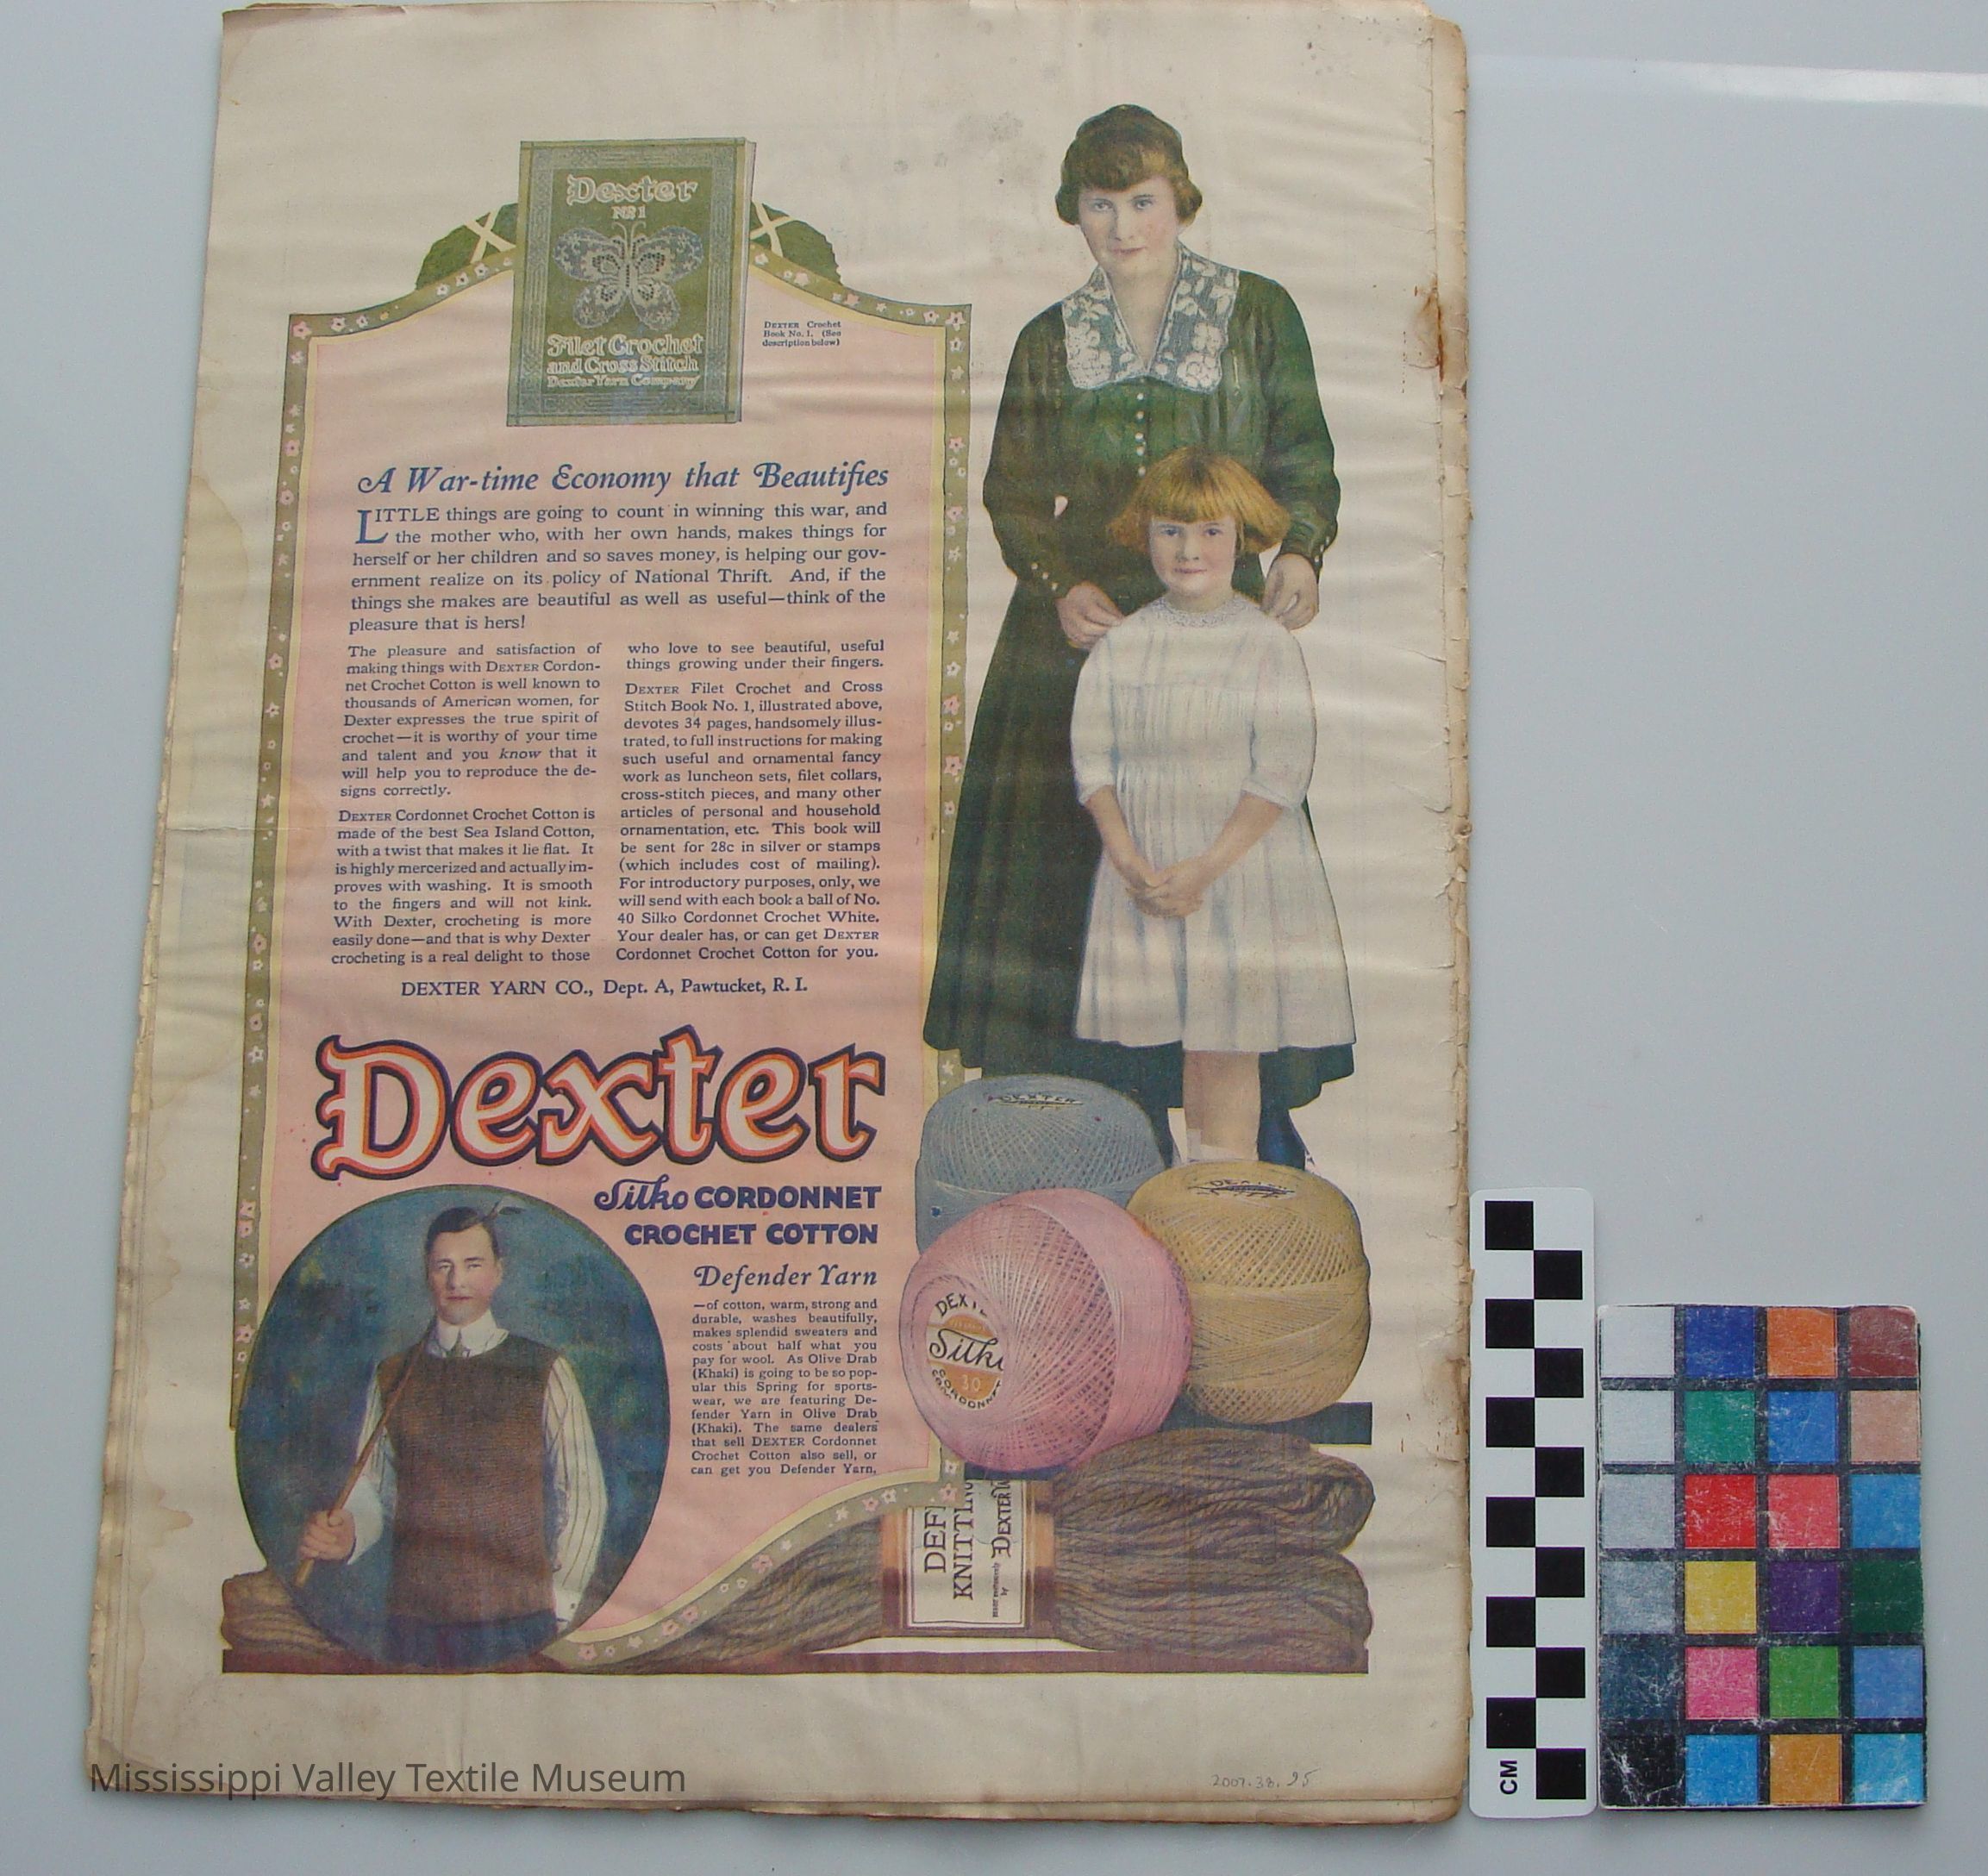 Dexter
No 1
Filet Crochet
and Cross Stitch
Dexter Yarn Company
DEXTER Crochet
Book No. 1. (See
description below)
A War-time Economy that Beautifies
LITTLE things are going to count in winning this war, and
the mother who, with her own hands, makes things for
herself or her children and so saves money, is helping our gov-
ernment realize on its policy of National Thrift. And, if the
things she makes are beautiful as well as useful—think of the
pleasure that is hers!
The pleasure and satisfaction of
making things with DEXTER Cordon-
net Crochet Cotton is well known to
thousands of American women, for
Dexter expresses the true spirit of
crochet—it is worthy of your time
and talent and you know that it
will help you to reproduce the de-
signs correctly.
DEXTER Cordonnet Crochet Cotton is
made of the best Sea Island Cotton,
with a twist that makes it lie flat. It
is highly mercerized and actually im-
proves with washing. It is smooth
to the fingers and will not kink.
With Dexter, crocheting is more
easily done—and that is why Dexter
crocheting is a real delight to those
who love to see beautiful, useful
things growing under their fingers.
DEXTER Filet Crochet and Cross
Stitch Book No. 1, illustrated above,
devotes 34 pages, handsomely illus-
trated, to full instructions for making
such useful and ornamental fancy
work as luncheon sets, filet collars,
cross-stitch pieces, and many other
articles of personal and household
ornamentation, etc. This book will
be sent for 28c in silver or stamps
(which includes cost of mailing).
For introductory purposes, only, we
will send with each book a ball of No.
40 Silko Cordonnet Crochet White.
Your dealer has, or can get DEXTER
Cordonnet Crochet Cotton for you.
DEXTER YARN CO., Dept. A, Pawtucket, R. I.
Dexter
Silko CORDONNET
CROCHET COTTON
Defender Yarn
—of cotton, warm, strong and
durable, washes beautifully,
makes splendid sweaters and
costs about half what you
pay for wool. As Olive Drab
(Khaki) is going to be so pop-
ular this Spring for sports-
wear, we are featuring De-
fender Yarn in Olive Drab
(Khaki). The same dealers
that sell DEXTER Cordonnet
Crochet Cotton also sell, or
can get you Defender Yarn.
DEXTER
DEXTER
DEXTE
Silko
30
CORDONNET
DEFE
KNITTING
DEXTER
by
2007.38.95
CM
Mississippi Valley Textile Museum